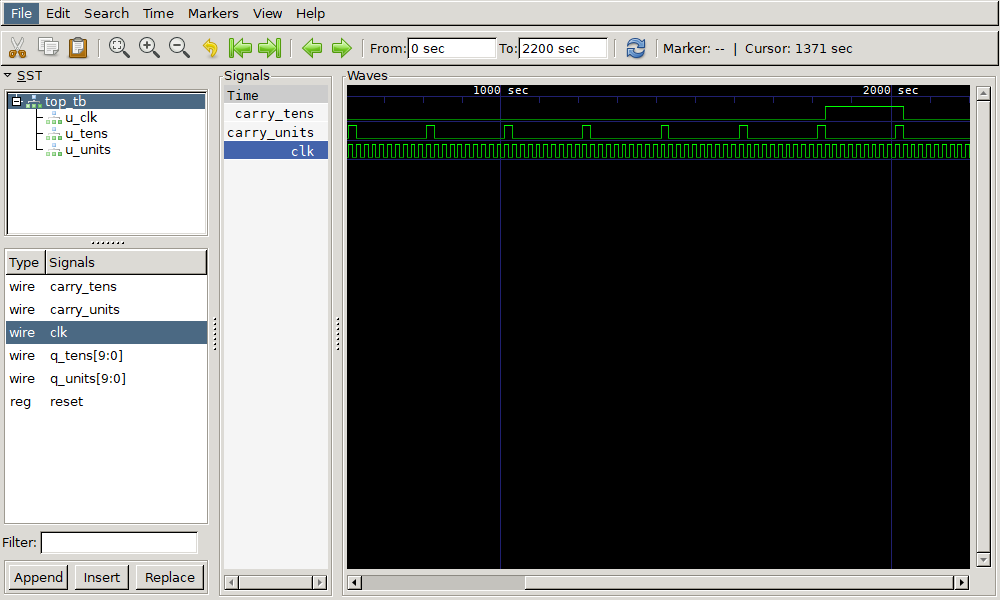 File Edit Search Time Markers View Help
From: 0 sec To: 2200 sec Marker: -- | Cursor: 1371 sec
SST
top_tb
u_clk
u_tens
u_units
Type Signals
wire carry_tens
wire carry_units
wire clk
wire q_tens[9:0]
wire q_units[9:0]
reg reset
Filter:
Append Insert Replace
Signals
Time
carry_tens
carry_units
clk
Waves
1000 sec 2000 sec